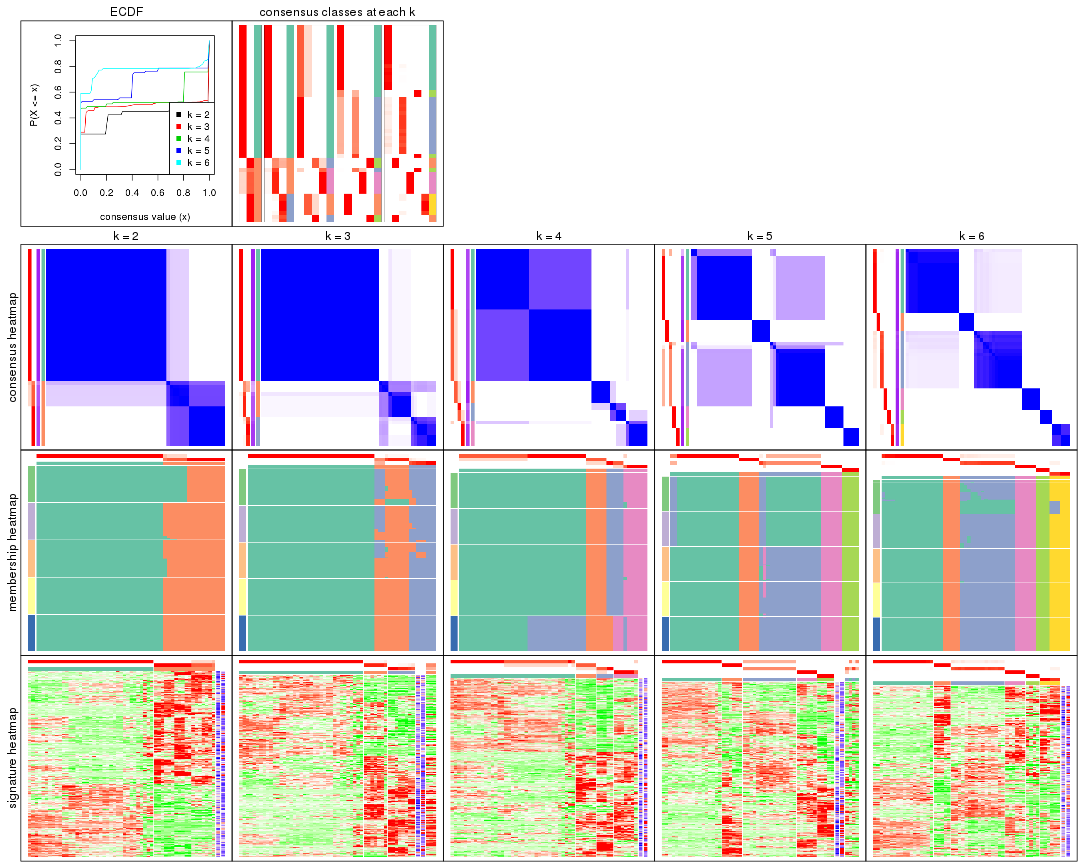 ECDF
consensus classes at each k
P(X <= x)
0.0 0.2 0.4 0.6 0.8 1.0
k = 2
k = 3
k = 4
k = 5
k = 6
0.0 0.2 0.4 0.6 0.8 1.0
consensus value (x)
k = 2
k = 3
k = 4
k = 5
k = 6
consensus heatmap
membership heatmap
signature heatmap